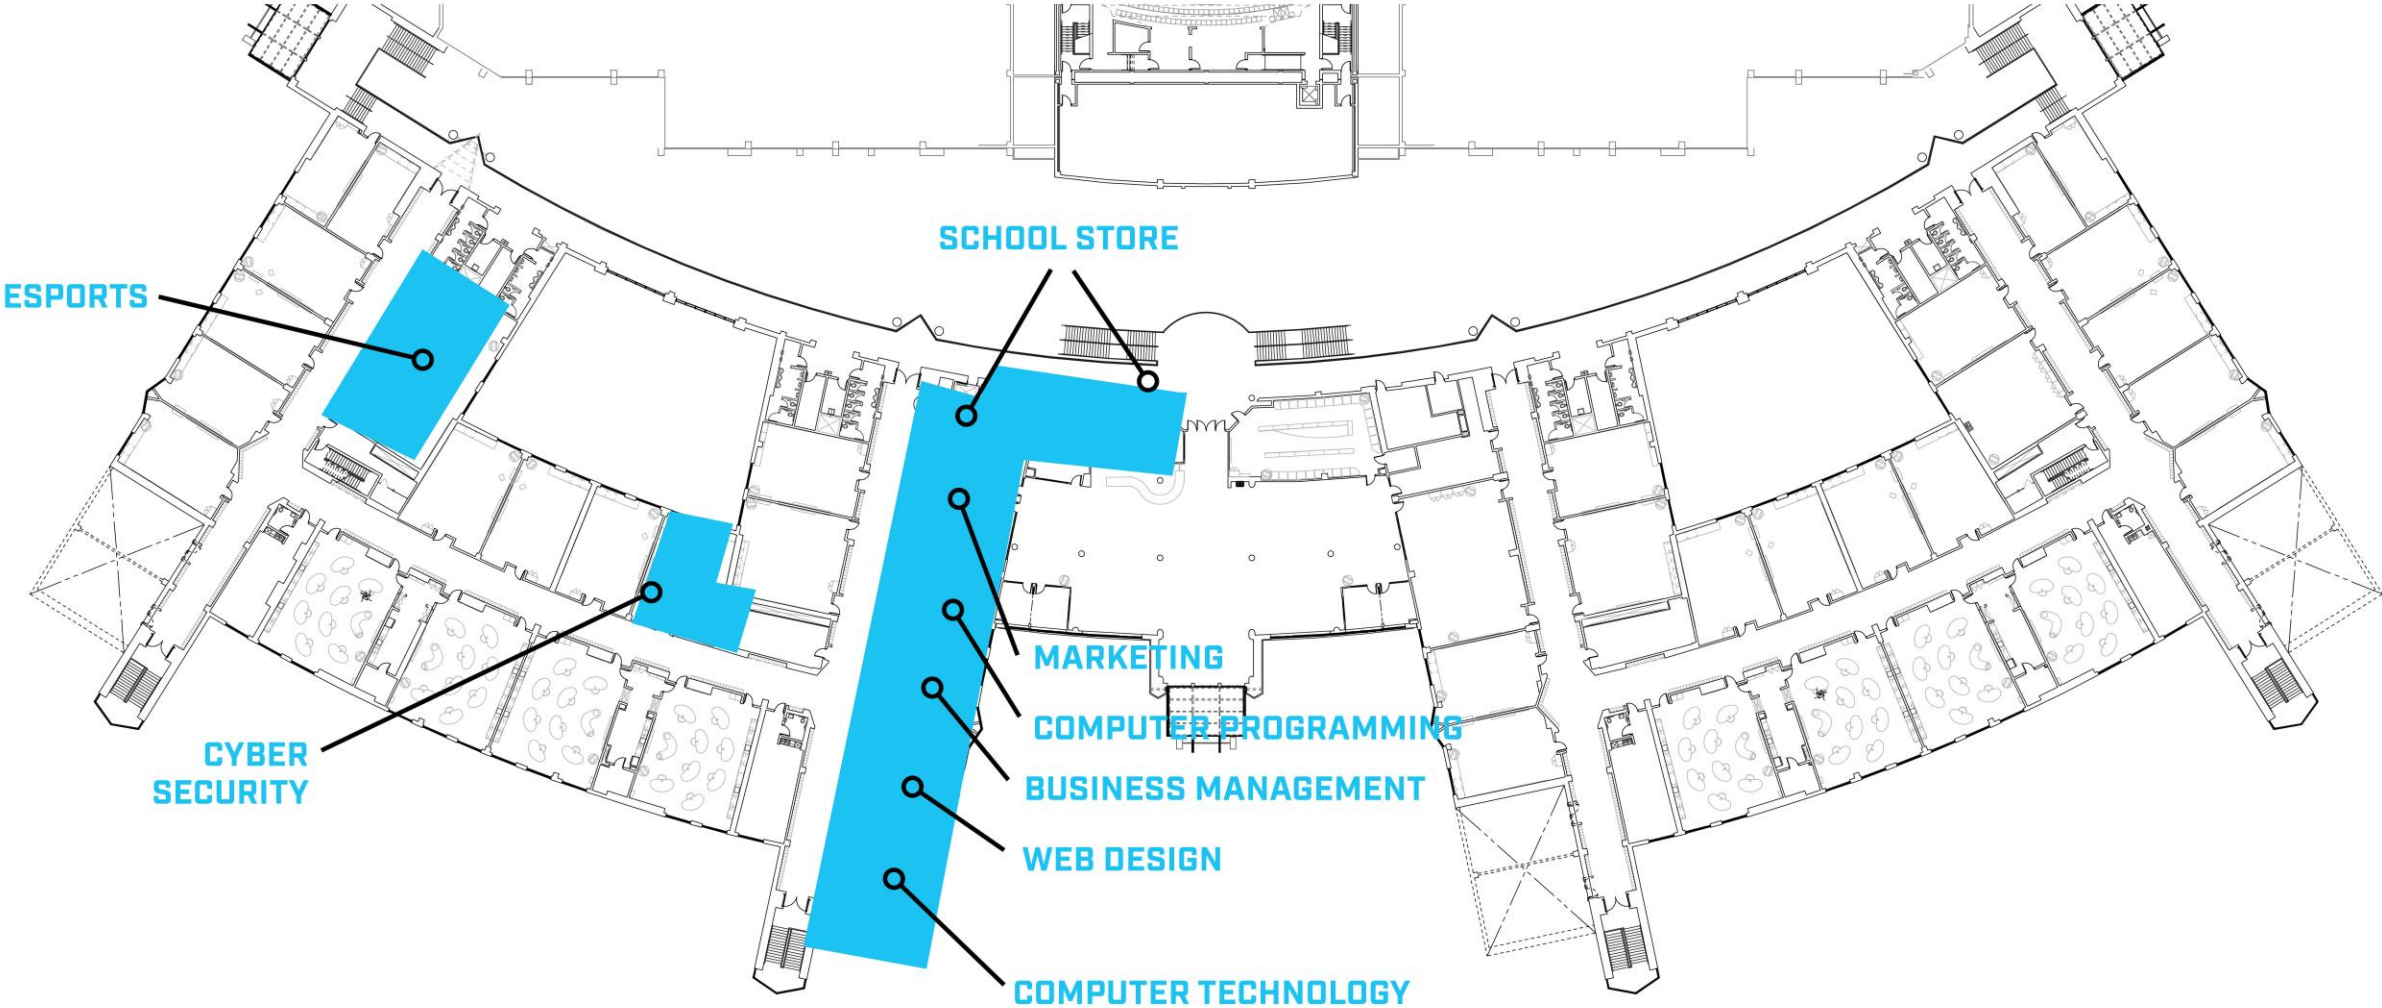 SCHOOL STORE
ESPORTS
MARKETING
COMPUTER PROGRAMMING
CYBER
SECURITY
BUSINESS MANAGEMENT
WEB DESIGN
COMPUTER TECHNOLOGY